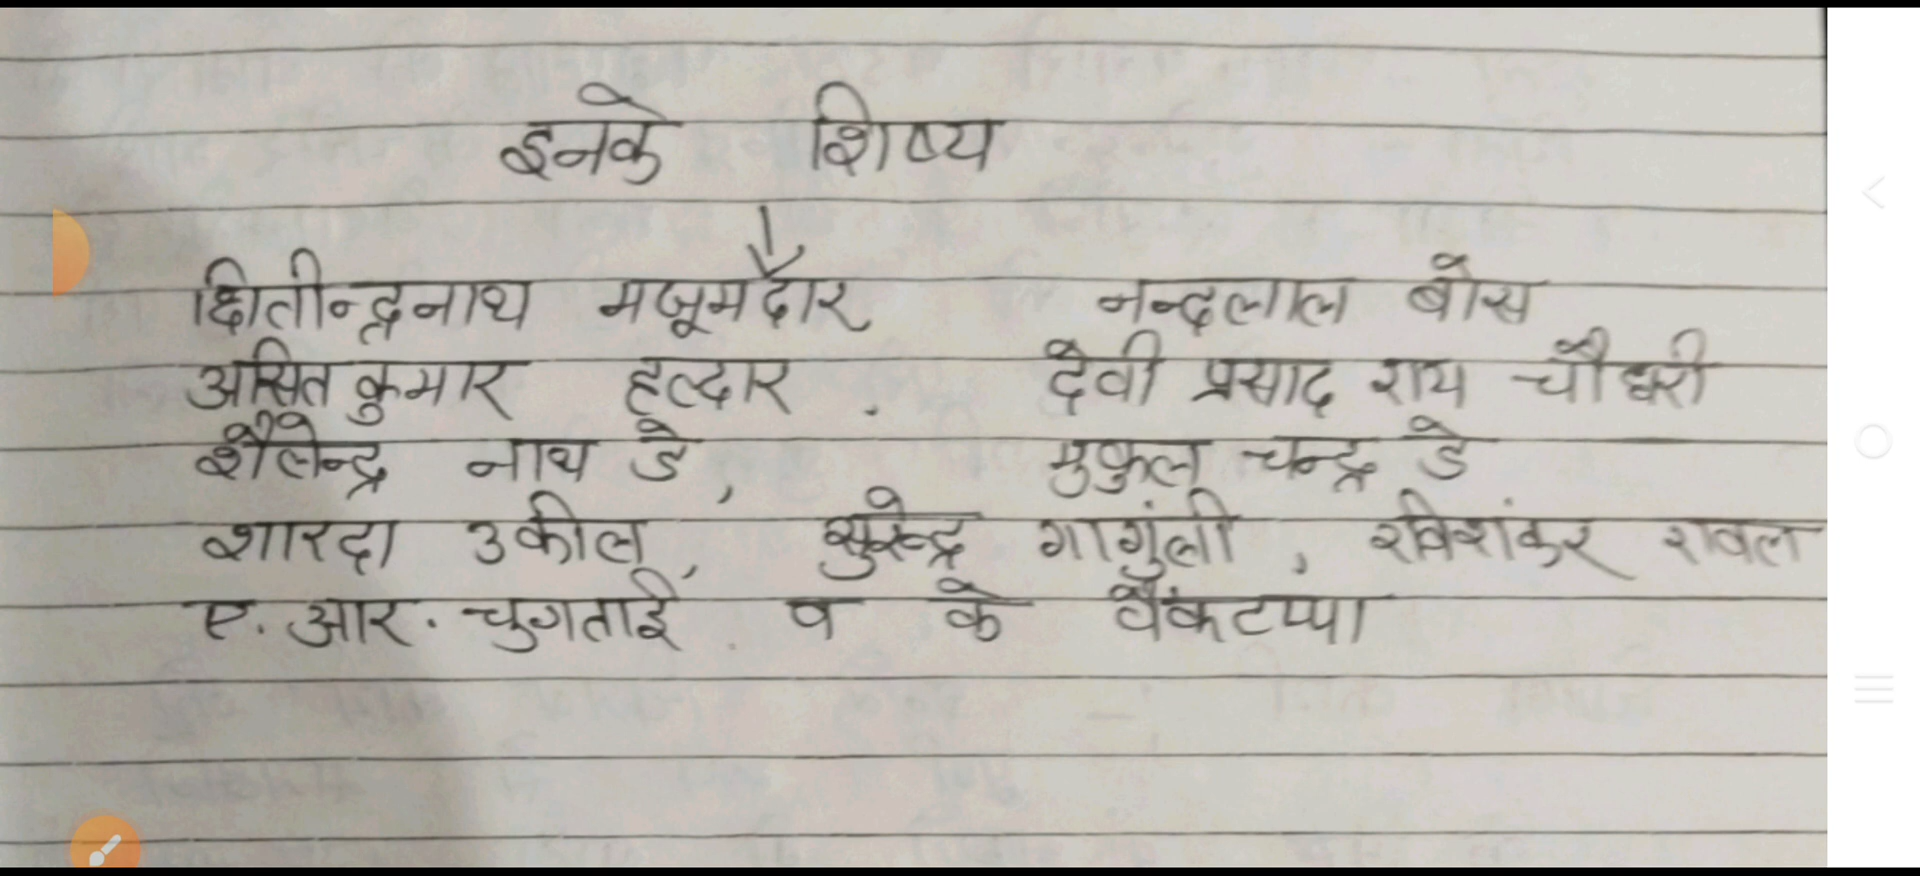 इनके शिष्य
क्षितीन्द्रनाथ मजूमदार नन्दलाल बोस
असित कुमार हल्दार . देवी प्रसाद राय चौधरी
शैलेन्द्र नाथ डे, मुकुल चन्द्र डे
शारदा उकील, सुरेन्द्र गागुंली, रविशंकर रावल
ए. आर. चुगताई व के वैंकटप्पा